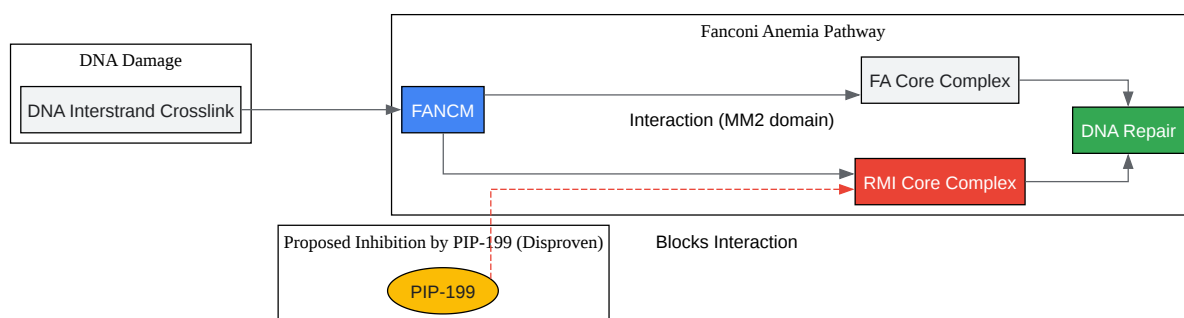 Fanconi Anemia Pathway
DNA Damage
DNA Interstrand Crosslink
FANCM
FA Core Complex
Interaction (MM2 domain)
DNA Repair
RMI Core Complex
Proposed Inhibition by PIP-199 (Disproven)
Blocks Interaction
PIP-199